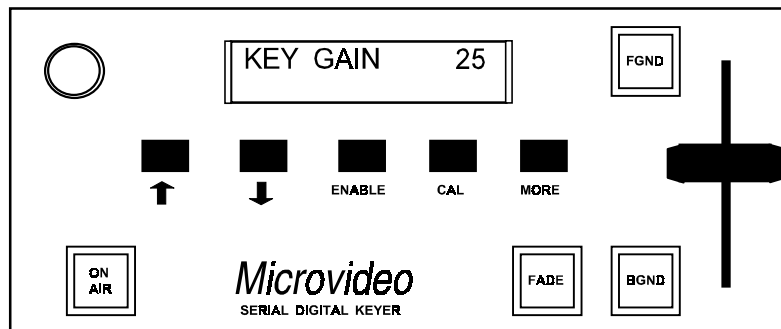 KEY GAIN 25
FGND
ENABLE CAL MORE
ON
AIR
Microvideo
SERIAL DIGITAL KEYER
FADE
BGND